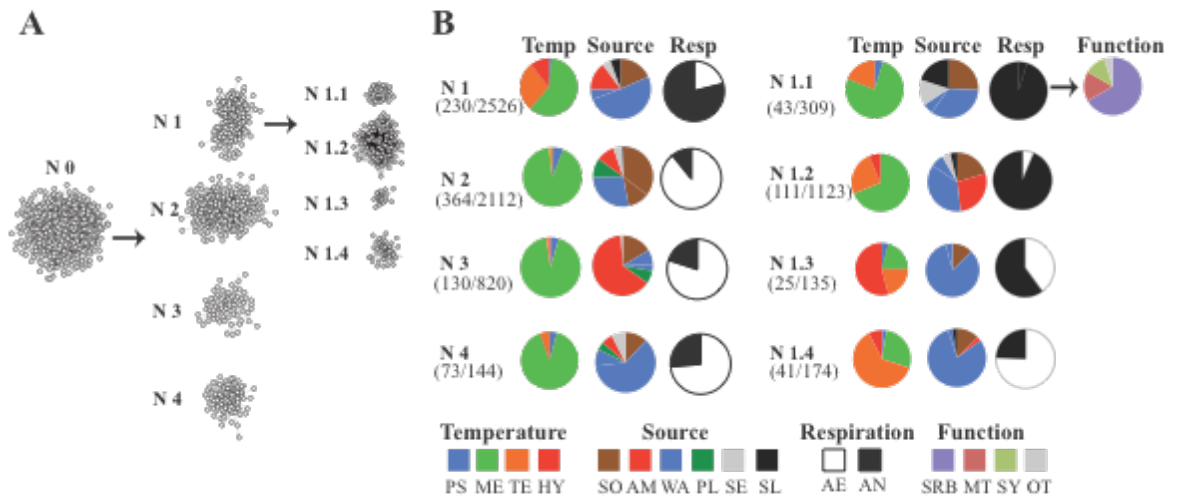 A
B
N 0
N 1
N 2
N 3
N 4
N 1.1
N 1.2
N 1.3
N 1.4
Temp Source Resp
Temp Source Resp Function
N 1
(230/2526)
N 1.1
(43/309)
N 2
(364/2112)
N 1.2
(111/1123)
N 3
(130/820)
N 1.3
(25/135)
N 4
(73/144)
N 1.4
(41/174)
Temperature Source Respiration Function
PS ME TE HY SO AM WA PL SE SL AE AN SRB MT SY OT